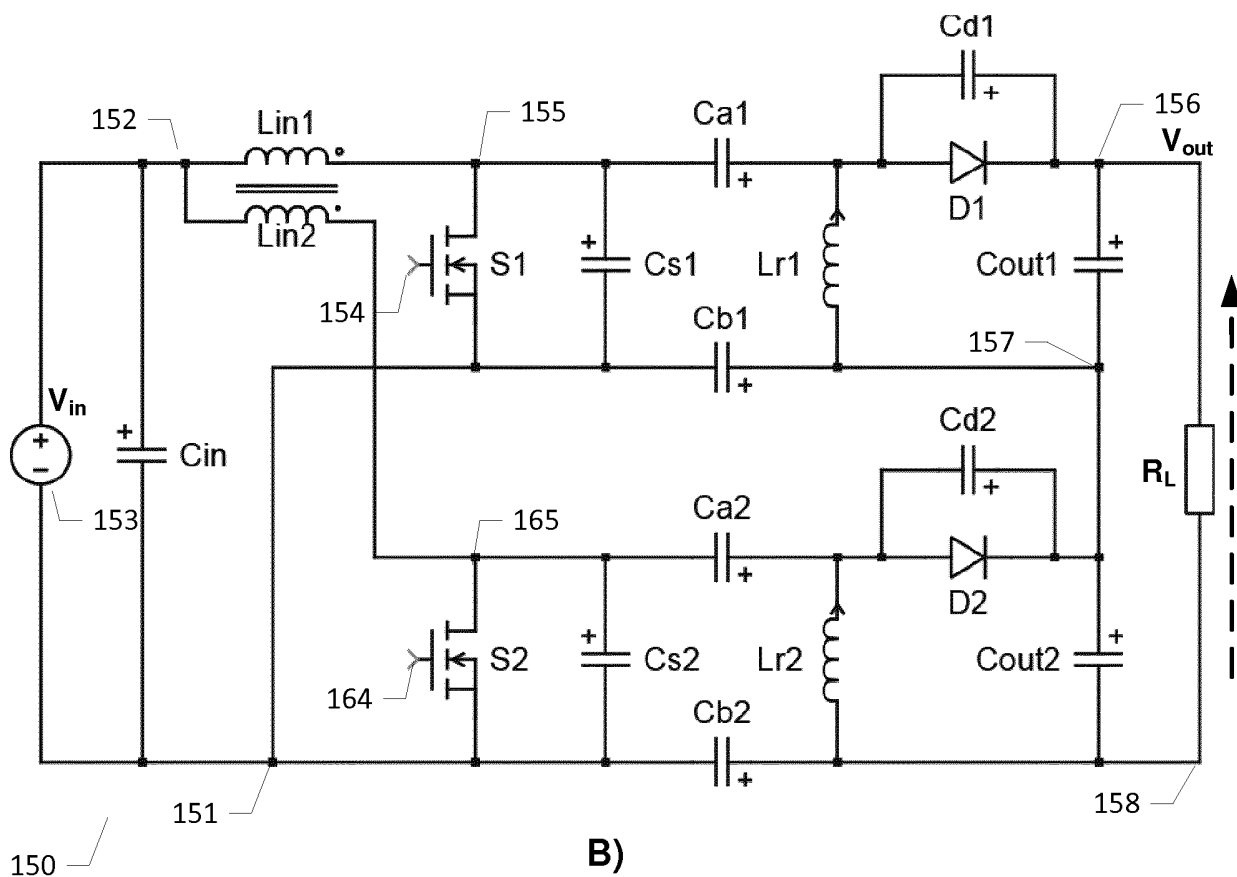 Cd1
152
Lin1
155
Ca1
156
Vout
+
+
D1
Lin2
S1
+
Cs1
Lr1
Cout1
+
154
Cb1
157
+
Vin
+
−
+
Cin
Cd2
+
RL
153
165
Ca2
+
D2
S2
+
Cs2
Lr2
Cout2
+
164
Cb2
+
151
158
150
B)